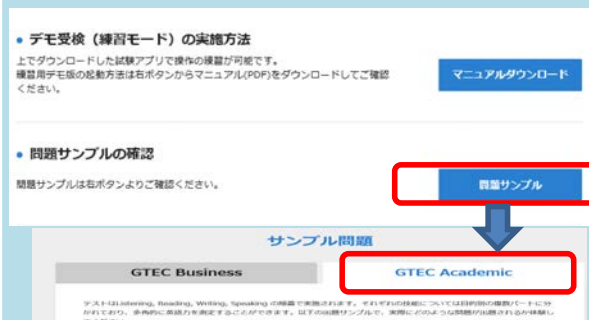 • デモ受検（練習モード）の実施方法
上でダウンロードした試験アプリで操作の練習が可能です。
練習用デモ版の起動方法は右ボタンからマニュアル(PDF)をダウンロードしてご確認
ください。
マニュアルダウンロード
• 問題サンプルの確認
問題サンプルは右ボタンよりご確認ください。
問題サンプル
サンプル問題
GTEC Business
GTEC Academic
テストはListening, Reading, Writing, Speaking の順番で実施されます。それぞれの技能については目的別の複数パートに分
かれており、多角的に英語力を測定することができます。以下の出題サンプルで、実際にどのような問題が出題されるか体験し